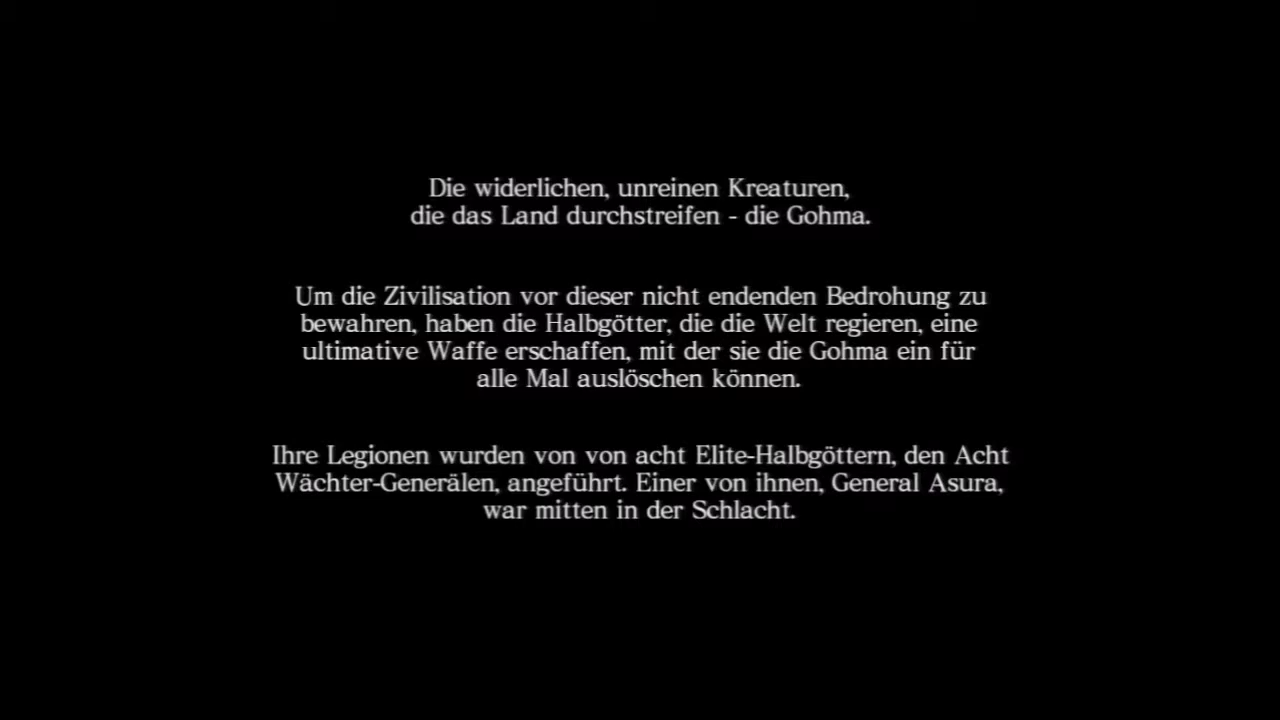 Die widerlichen, unreinen Kreaturen,
die das Land durchstreifen - die Gohma.
Um die Zivilisation vor dieser nicht endenden Bedrohung zu
bewahren, haben die Halbgötter, die die Welt regieren, eine
ultimative Waffe erschaffen, mit der sie die Gohma ein für
alle Mal auslöschen können.
Ihre Legionen wurden von von acht Elite-Halbgöttern, den Acht
Wächter-Generälen, angeführt. Einer von ihnen, General Asura,
war mitten in der Schlacht.